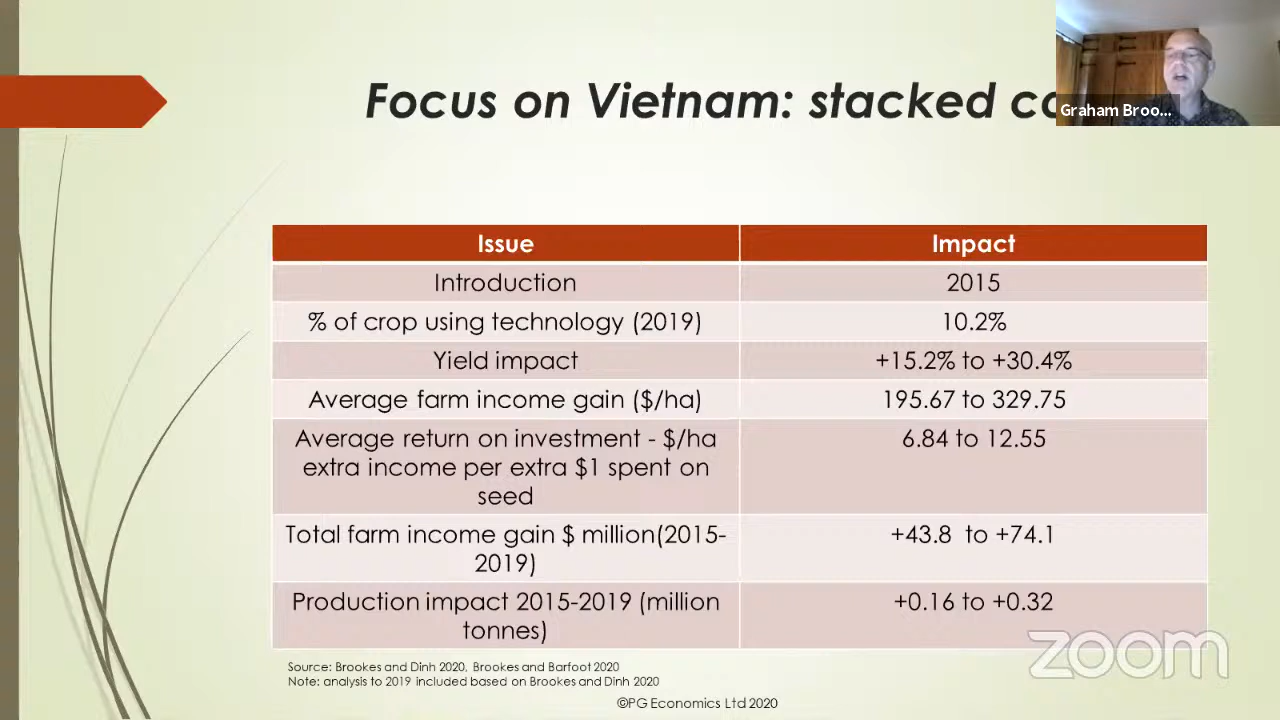 Focus on Vietnam: stacked
Graham Broo...
Issue
Impact
Introduction
2015
% of crop using technology (2019)
10.2%
Yield impact
+15.2% to +30.4%
Average farm income gain ($/ha)
195.67 to 329.75
Average return on investment - $/ha
extra income per extra $1 spent on
seed
6.84 to 12.55
Total farm income gain $ million(2015-
2019)
+43.8 to +74.1
Production impact 2015-2019 (million
tonnes)
+0.16 to +0.32
zoom
Source: Brookes and Dinh 2020, Brookes and Barfoot 2020
Note: analysis to 2019 included based on Brookes and Dinh 2020
©PG Economics Ltd 2020